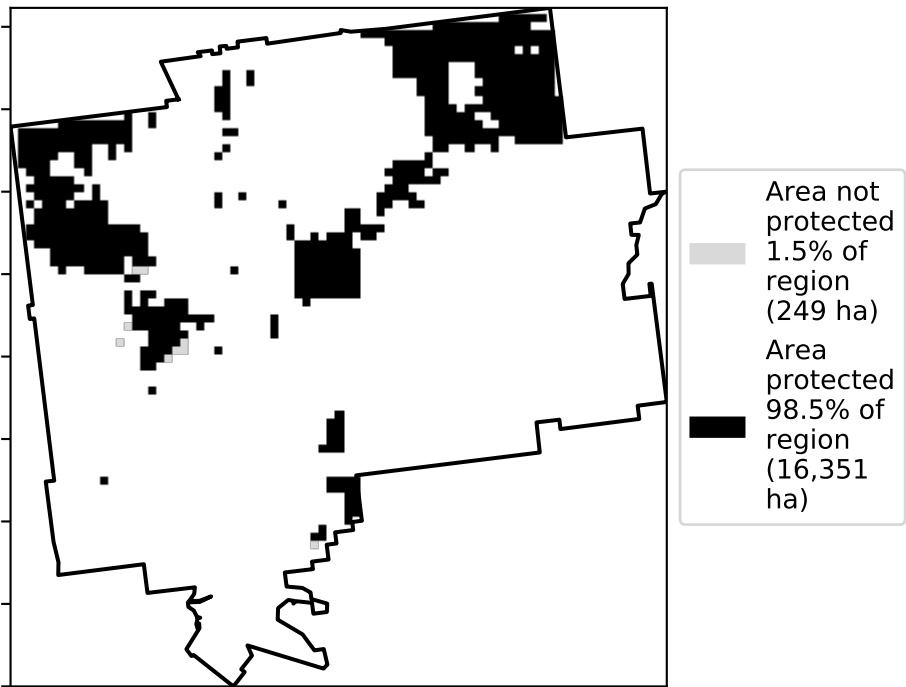 Area not
protected
1.5% of
region
(249 ha)
Area
protected
98.5% of
region
(16,351
ha)